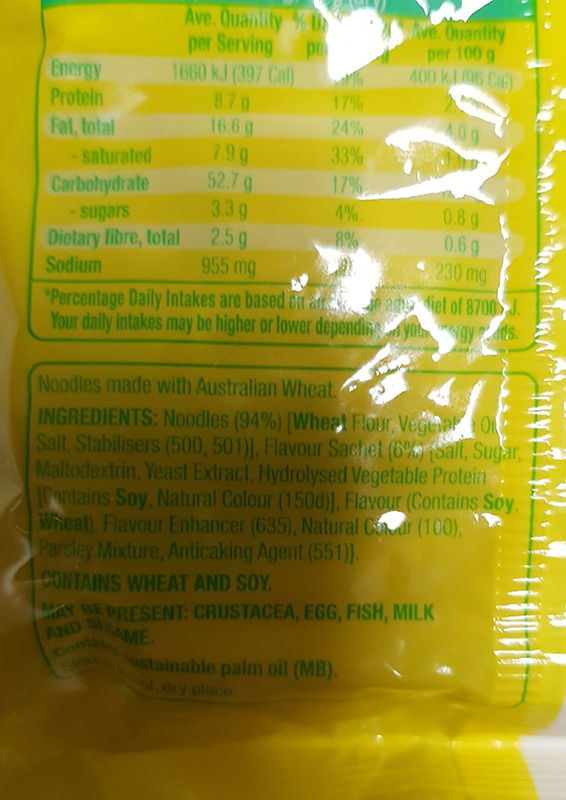 Ave. Quantity % Ave. Quantity
per Serving per 100 g
Energy 1660 kJ (397 Cal) 400 kJ (96 Cal)
Protein 8.7 g 17%
Fat, total 16.6 g 24% 4.0 g
- saturated 7.9 g 33%
Carbohydrate 52.7 g 17%
- sugars 3.3 g 4% 0.8 g
Dietary fibre, total 2.5 g 8% 0.6 g
Sodium 955 mg 230 mg
*Percentage Daily Intakes are based on diet of 8700
Your daily intakes may be higher or lower depending
Noodles made with Australian Wheat.
INGREDIENTS: Noodles (94%) [Wheat Flour, Vegetable
Salt, Stabilisers (500, 501)], Flavour Sachet (6%) {Salt, Sugar,
Maltodextrin, Yeast Extract, Hydrolysed Vegetable Protein
[Contains Soy, Natural Colour (150d)], Flavour (Contains Soy,
Wheat), Flavour Enhancer (635), Natural Colour (100),
Parsley Mixture, Anticaking Agent (551)}.
CONTAINS WHEAT AND SOY.
MAY BE PRESENT: CRUSTACEA, EGG, FISH, MILK
AND SESAME.
Contains sustainable palm oil (MB).
dry place